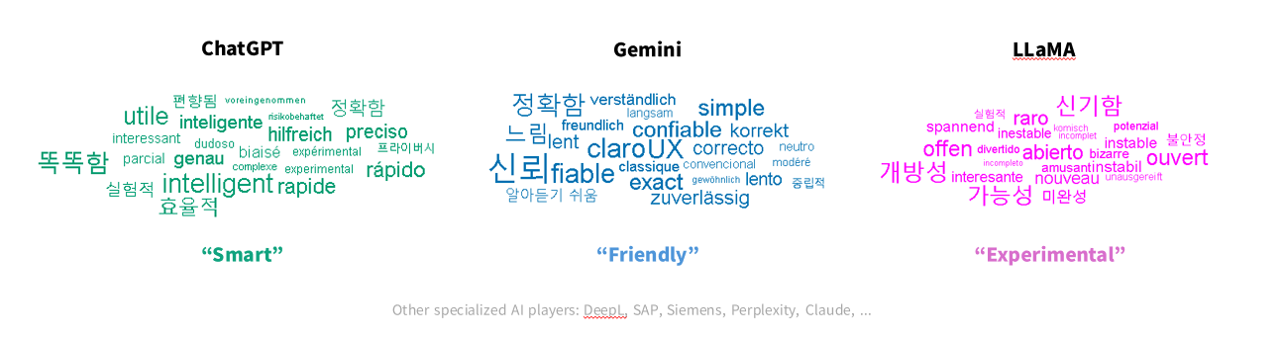 ChatGPT
Gemini
LLaMA
편향됨 voreingenommen 정확함
utile inteligente risikobehaftet
interessant hilfreich preciso
dudoso biaisé expérimental 프라이버시
똑똑함 parcial genau complexe experimental rápido
실험적 intelligent rapide
효율적
정확함 verständlich simple
langsam
느림 freundlich confiable korrekt
lent claroUX correcto neutro
신뢰 fiable classique convencional modéré
exact gewöhnlich lento 중립적
알아듣기 쉬움 zuverlässig
실험적 raro 신기함
spannend inestable komisch incomplet potenzial
offen divertido abierto bizarre instable 불안정
incompleto ouvert
개방성 interesante amusant instabil
nouveau unausgereift
가능성 미완성
“Smart”
“Friendly”
“Experimental”
Other specialized AI players: DeepL, SAP, Siemens, Perplexity, Claude, ...